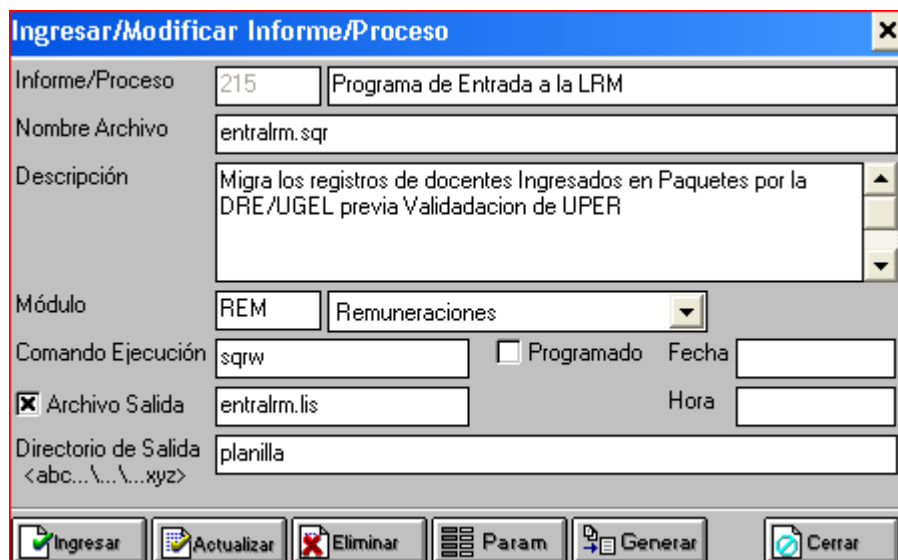 Ingresar/Modificar Informe/Proceso
Informe/Proceso 215 Programa de Entrada a la LRM
Nombre Archivo entralrm.sqr
Descripción Migra los registros de docentes Ingresados en Paquetes por la
DRE/UGEL previa Validadacion de UPER
Módulo REM Remuneraciones
Comando Ejecución sqrw Programado Fecha
Archivo Salida entralrm.lis Hora
Directorio de Salida planilla
<abc...\...\...xyz>
Ingresar Actualizar Eliminar Param Generar Cerrar